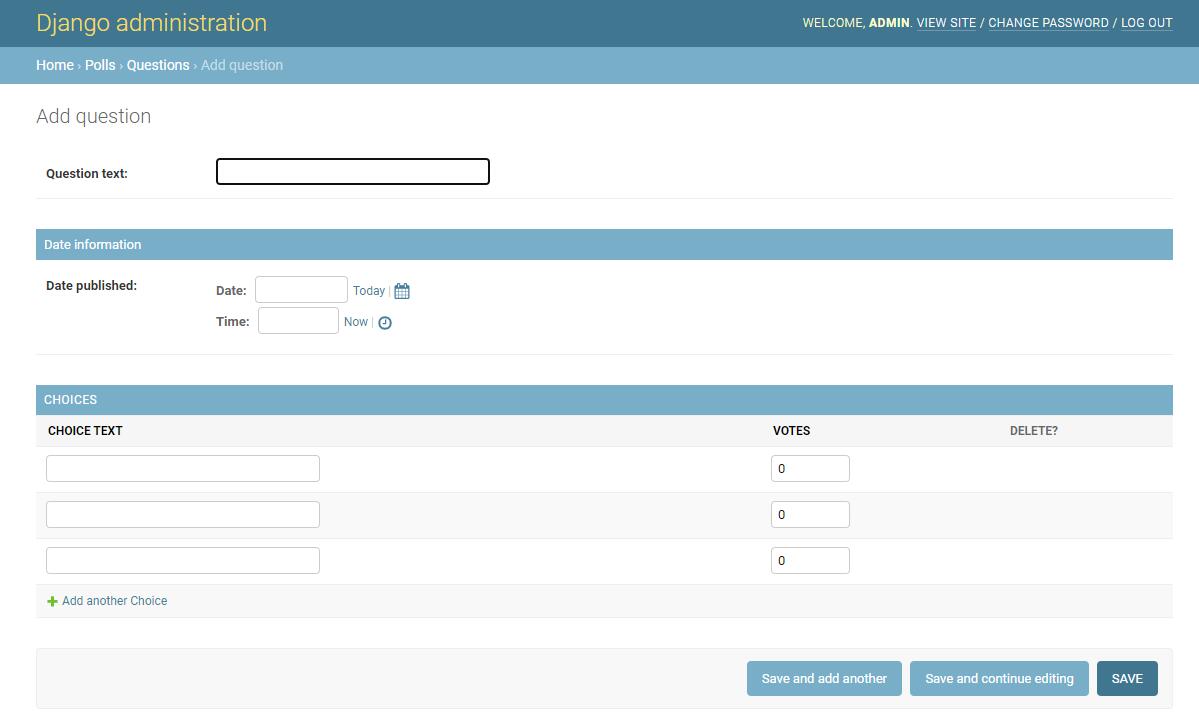 Django administration
WELCOME, ADMIN. VIEW SITE / CHANGE PASSWORD / LOG OUT
Home › Polls › Questions › Add question
Add question
Question text:
Date information
Date published:
Date: Today |
Time: Now |
CHOICES
CHOICE TEXT VOTES DELETE?
0
0
0
Add another Choice
Save and add another Save and continue editing SAVE